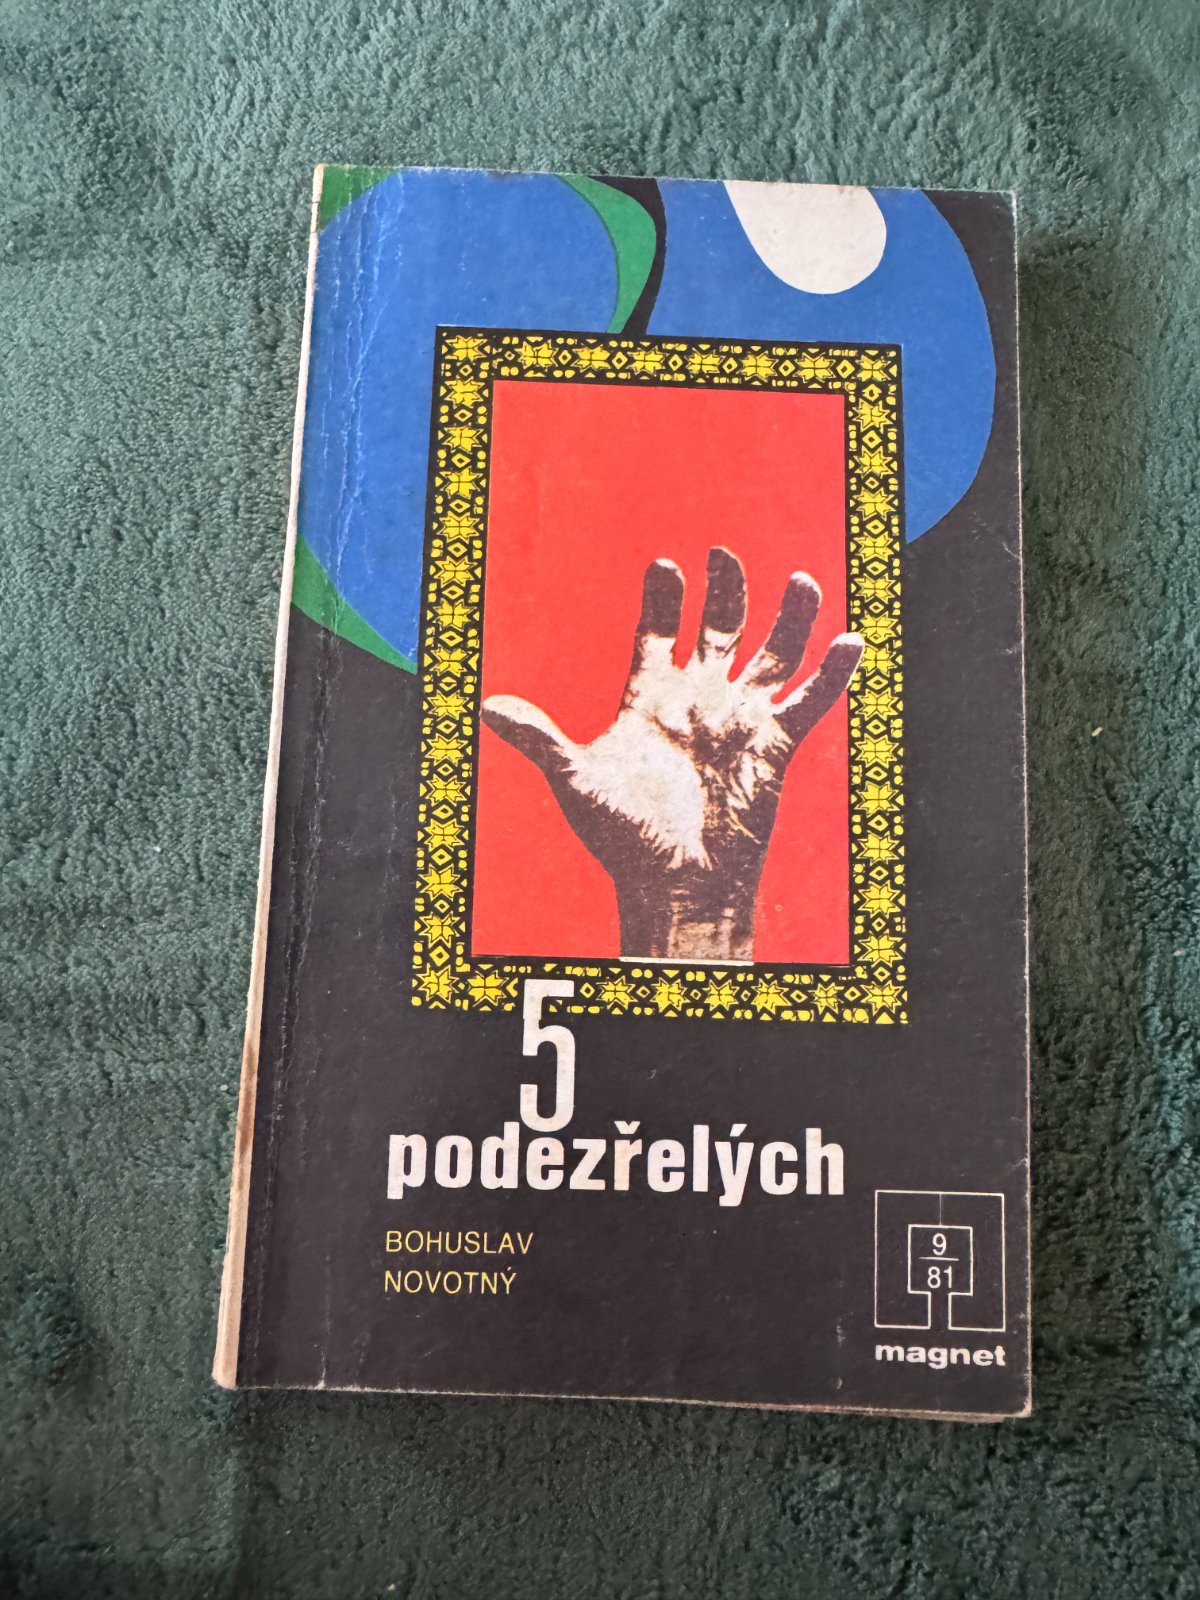 5
podezřelých
BOHUSLAV
NOVOTNÝ
9
81
magnet